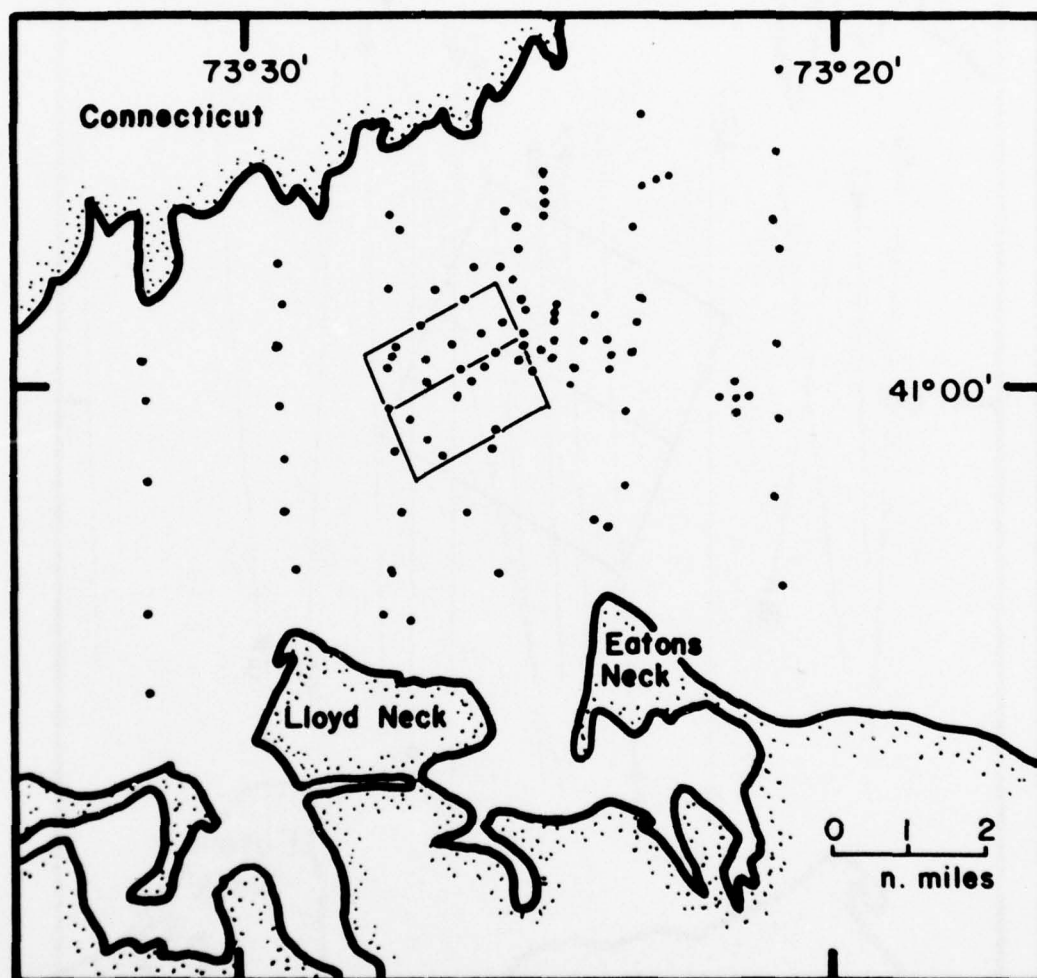 73°30'
73°20'
Connecticut
41°00'
Eatons
Neck
Lloyd Neck
0 1 2
n. miles